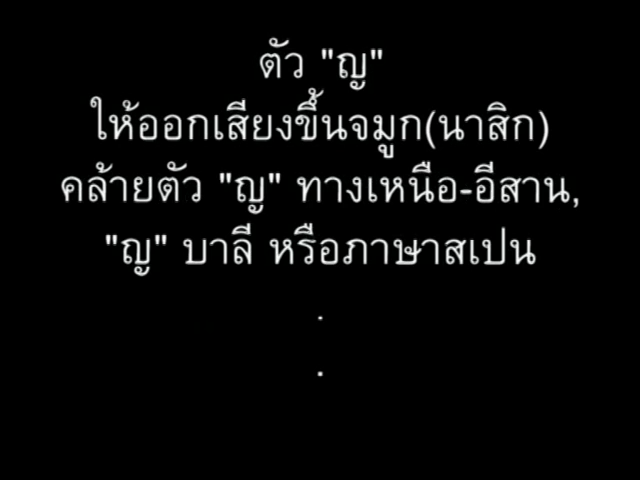 ตัว "ญ"
ให้ออกเสียงขึ้นจมูก(นาสิก)
คล้ายตัว "ญ" ทางเหนือ-อีสาน,
"ญ" บาลี หรือภาษาสเปน
.
.